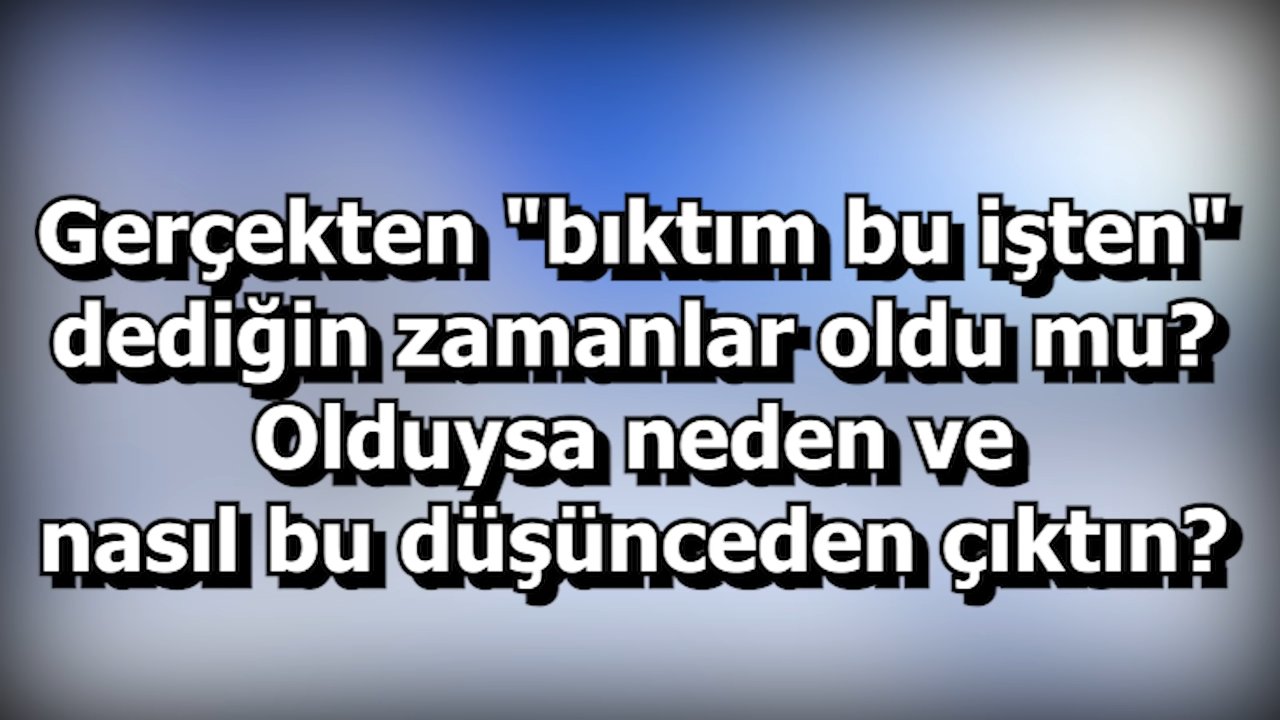 Gerçekten "bıktım bu işten"
dediğin zamanlar oldu mu?
Olduysa neden ve
nasıl bu düşünceden çıktın?